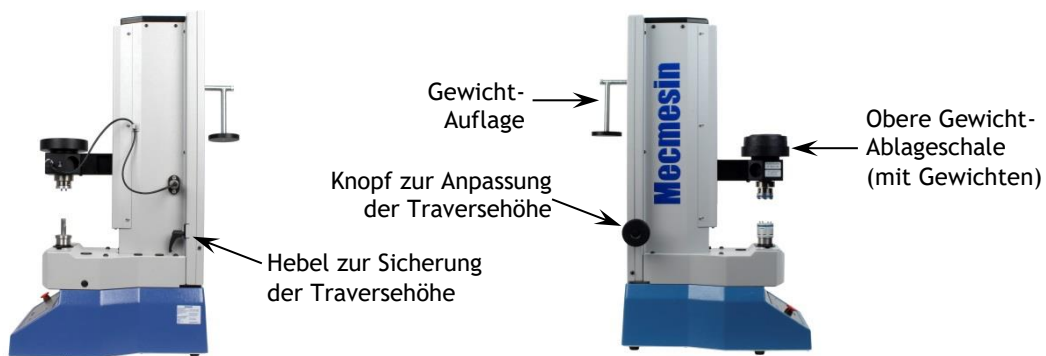 Gewicht-
Auflage
Obere Gewicht-
Ablageschale
(mit Gewichten)
Knopf zur Anpassung
der Traversehöhe
Hebel zur Sicherung
der Traversehöhe
Mecmesin